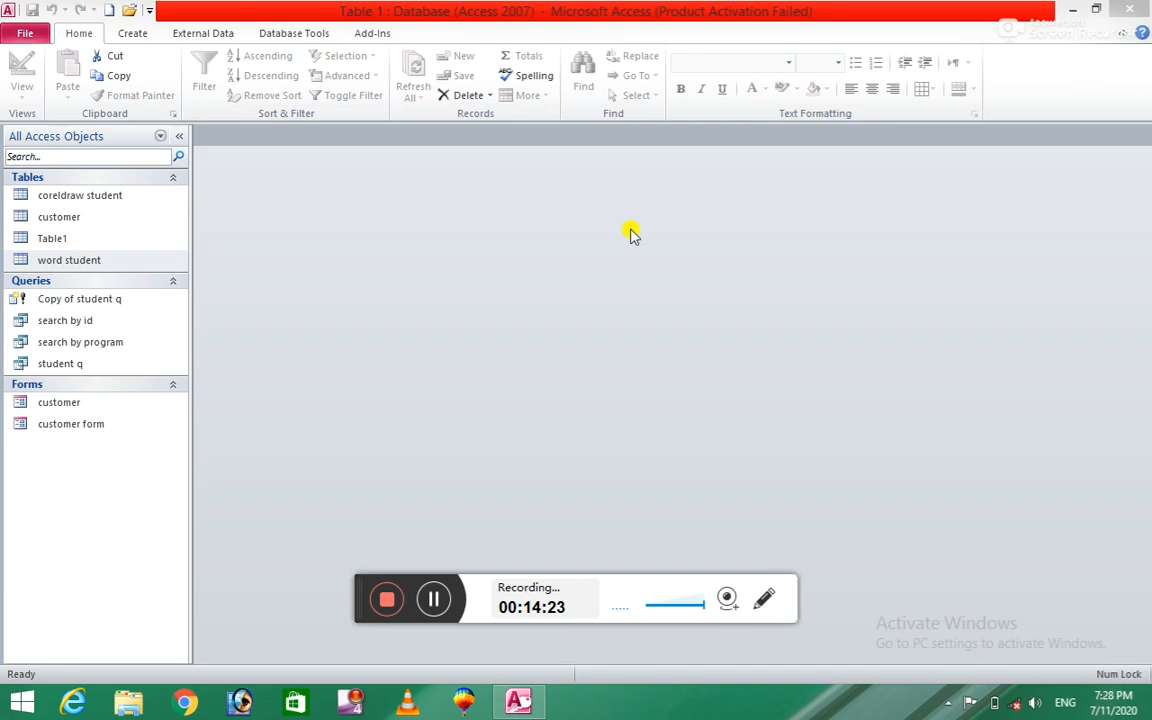 Table 1 : Database (Access 2007) - Microsoft Access (Product Activation Failed)
File Home Create External Data Database Tools Add-Ins
View
Paste
Cut
Copy
Format Painter
Filter
Ascending
Descending
Remove Sort
Selection
Advanced
Toggle Filter
Refresh All
New
Save
Delete
Totals
Spelling
More
Find
Replace
Go To
Select
B I U A
Views Clipboard Sort & Filter Records Find Text Formatting
All Access Objects
Search...
Tables
coreldraw student
customer
Table1
word student
Queries
Copy of student q
search by id
search by program
student q
Forms
customer
customer form
Recording...
00:14:23
Activate Windows
Go to PC settings to activate Windows.
Ready
Num Lock
ENG
7:28 PM
7/11/2020